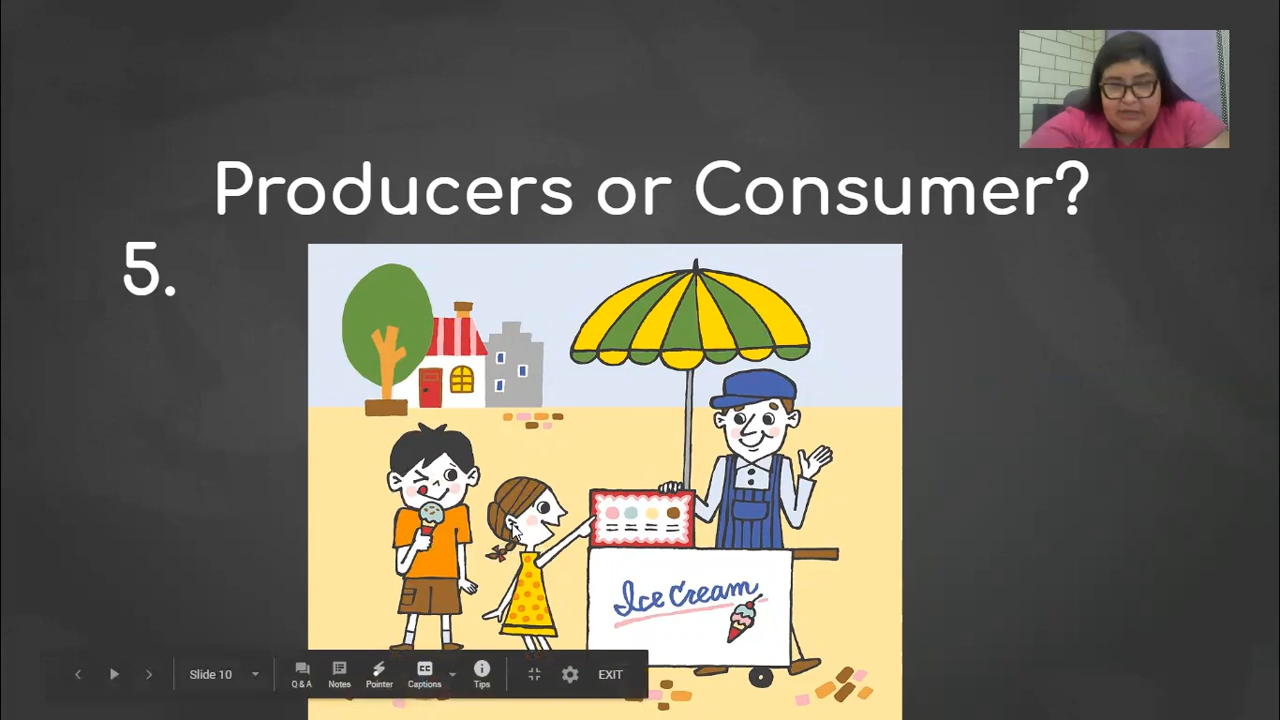 Producers or Consumer?
5.
Ice Cream
Slide 10
Q & A
Notes
Pointer
Captions
Tips
EXIT